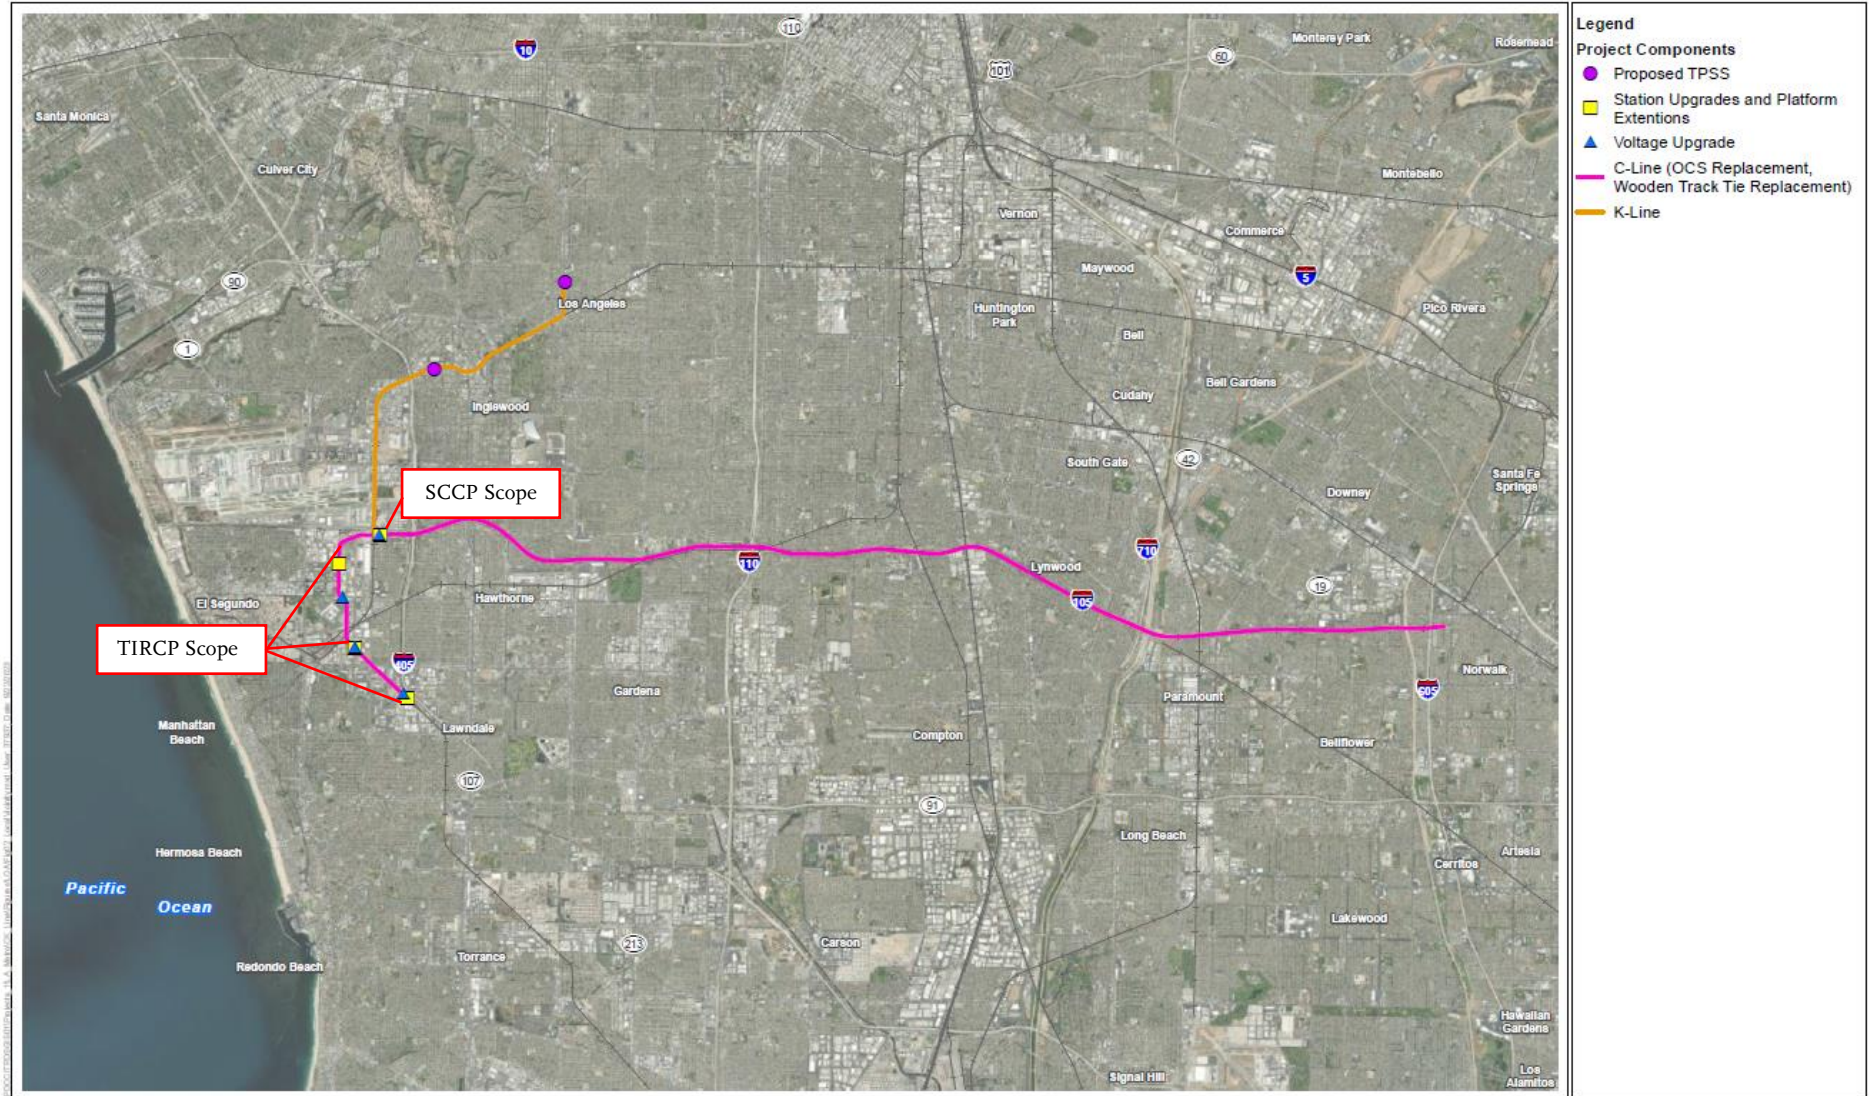 Legend
Project Components
Proposed TPSS
Station Upgrades and Platform
Extentions
Voltage Upgrade
C-Line (OCS Replacement,
Wooden Track Tie Replacement)
K-Line
110
10
Monterey Park
Rosemead
60
101
Santa Monica
Culver City
Montebello
Vernon
Commerce
Maywood
5
90
Los Angeles
Huntington
Park
Pico Rivera
Bell
1
Bell Gardens
Cudahy
Inglewood
South Gate
42
Santa Fe
Springs
Downey
SCCP Scope
710
110
Lynwood
19
105
El Segundo
Hawthorne
TIRCP Scope
405
Norwalk
605
Gardena
Paramount
Manhattan
Beach
Lawndale
Compton
Bellflower
107
91
Long Beach
Hermosa Beach
Artesia
Cerritos
Pacific
Ocean
Lakewood
Carson
213
Torrance
Redondo Beach
Hawaiian
Gardens
Signal Hill
Los
Alamitos